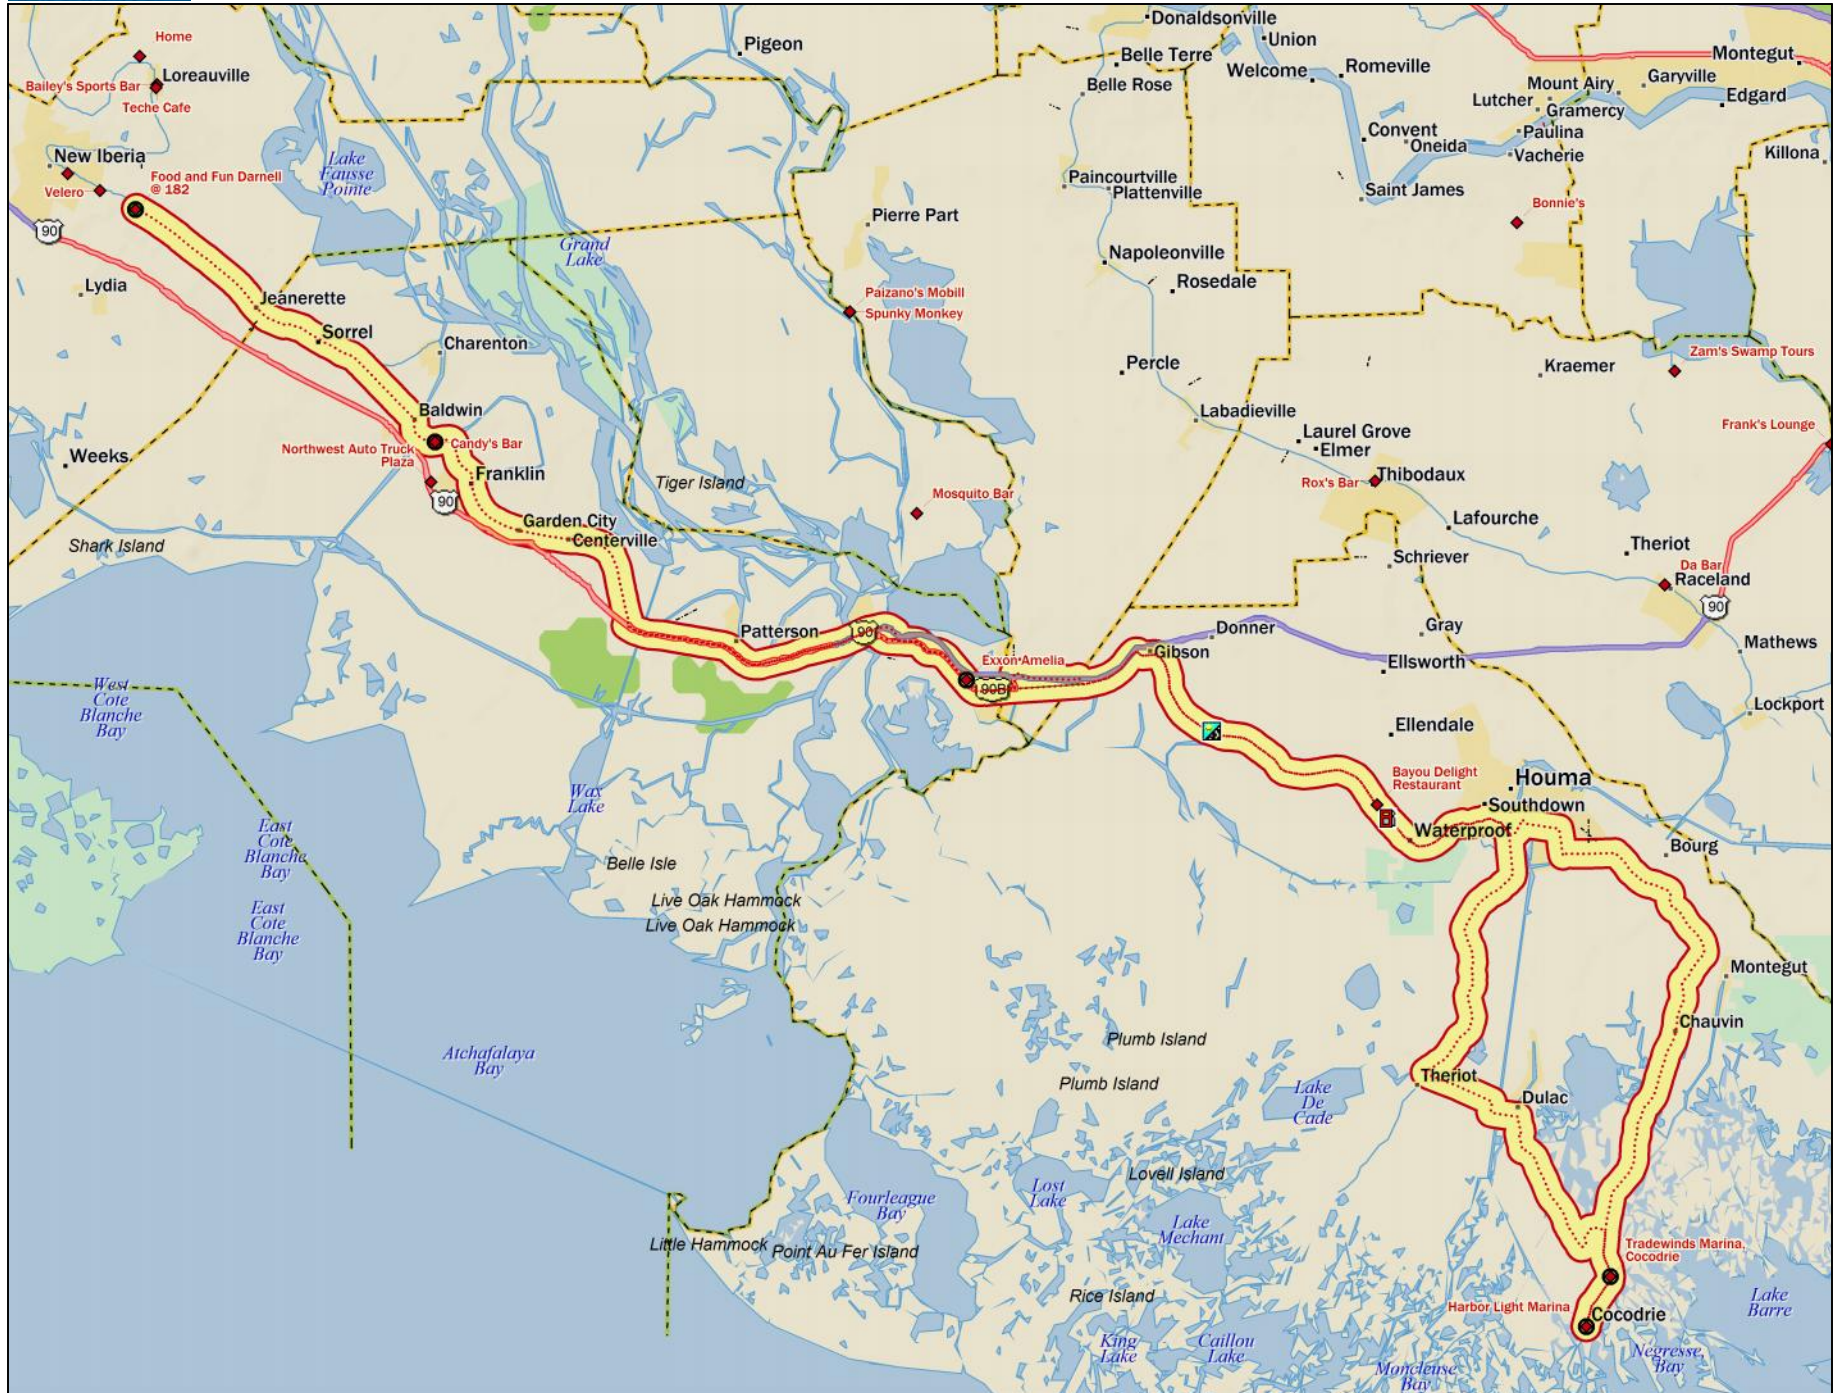 Donaldsonville
Home
Pigeon
Union
Belle Terre
Montegut
Loreauville
Welcome
Romeville
Bailey's Sports Bar
Belle Rose
Mount Airy
Garyville
Teche Cafe
Lutcher
Gramercy
Edgard
Convent
Paulina
Oneida
New Iberia
Lake
Fausse
Pointe
Vacherie
Killona
Food and Fun Darnell
@ 182
Velero
Paincourtville
Plattenville
Saint James
Bonnie's
Pierre Part
90
Grand
Lake
Napoleonville
Lydia
Rosedale
Jeanerette
Paizano's Mobill
Spunky Monkey
Sorrel
Charenton
Zam's Swamp Tours
Percle
Kraemer
Baldwin
Labadieville
Frank's Lounge
Candy's Bar
Northwest Auto Truck
Plaza
Laurel Grove
Elmer
Weeks
Franklin
Tiger Island
Rox's Bar
Thibodaux
90
Mosquito Bar
Garden City
Lafourche
Centerville
Shark Island
Theriot
Schriever
Da Bar
Raceland
90
Patterson
90
Donner
Gray
Mathews
Gibson
Exxon Amelia
Ellsworth
90B
West
Cote
Blanche
Bay
Lockport
Ellendale
Bayou Delight
Restaurant
Houma
Wax
Lake
Southdown
East
Cote
Blanche
Bay
Waterproof
Bourg
Belle Isle
Live Oak Hammock
Live Oak Hammock
East
Cote
Blanche
Bay
Montegut
Chauvin
Plumb Island
Atchafalaya
Bay
Theriot
Plumb Island
Lake
De
Cade
Dulac
Lovell Island
Lost
Lake
Fourleague
Bay
Lake
Mechant
Little Hammock
Point Au Fer Island
Tradewinds Marina,
Cocodrie
Rice Island
Harbor Light Marina
Cocodrie
Lake
Barre
King
Lake
Caillou
Lake
Negresse
Bay
Moncleuse
Bay